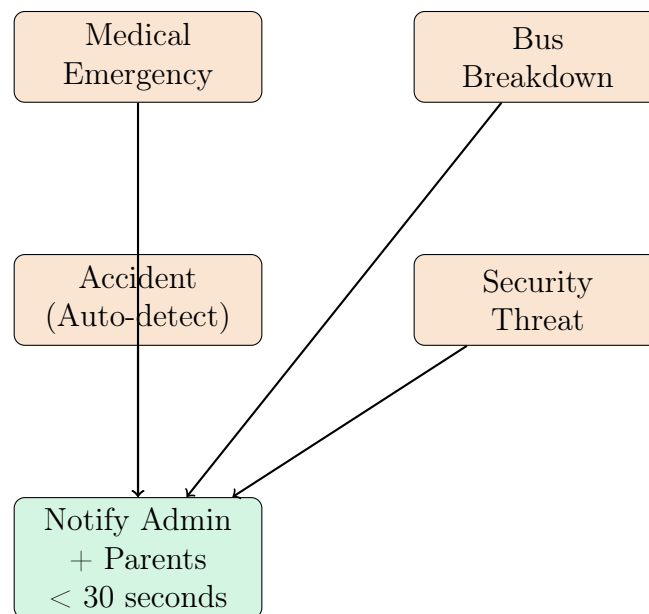 Medical
Emergency
Bus
Breakdown
Accident
(Auto-detect)
Security
Threat
Notify Admin
+ Parents
< 30 seconds